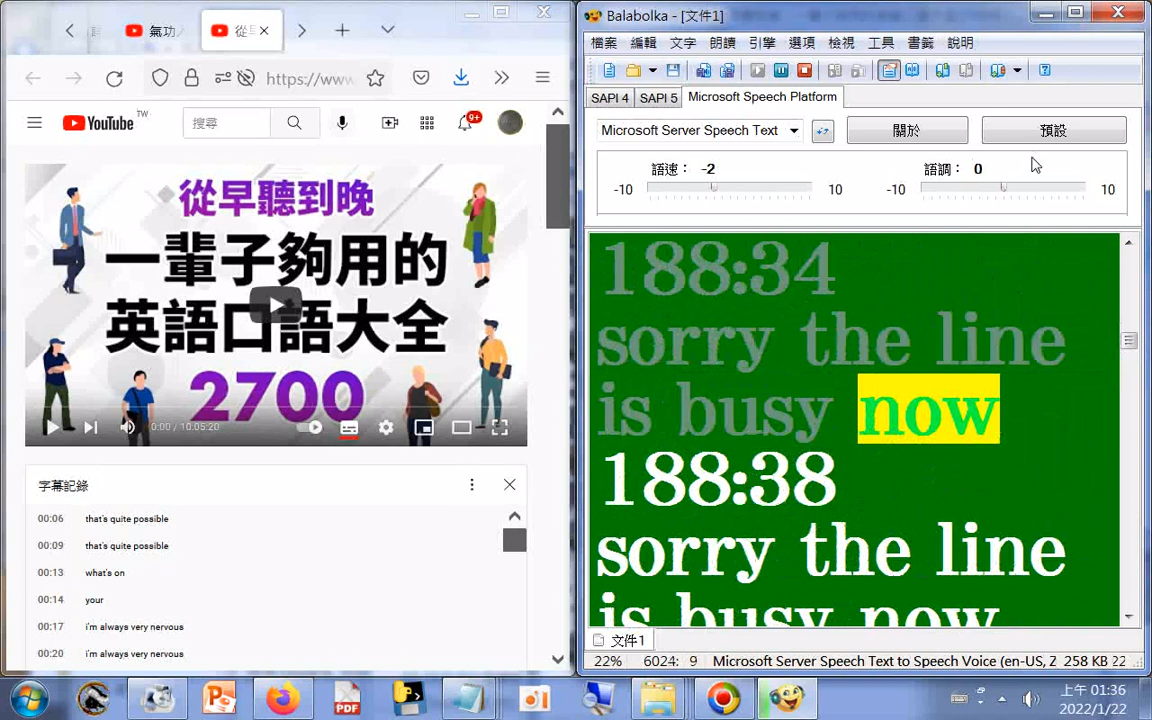 氣功
從
https://www
YouTube TW
搜尋
9+
從早聽到晚
一輩子夠用的
英語口語大全
2700
0:00 / 10:05:20
字幕記錄
00:06 that's quite possible
00:09 that's quite possible
00:13 what's on
00:14 your
00:17 i'm always very nervous
00:20 i'm always very nervous
Balabolka - [文件1]
檔案 編輯 文字 朗讀 引擎 選項 檢視 工具 書籤 說明
SAPI 4 SAPI 5 Microsoft Speech Platform
Microsoft Server Speech Text 關於 預設
語速： -2 語調： 0
-10 10 -10 10
188:34
sorry the line
is busy now
188:38
sorry the line
is busy now
文件1
22% 6024: 9 Microsoft Server Speech Text to Speech Voice (en-US, Z 258 KB 22
PDF
上午 01:36
2022/1/22